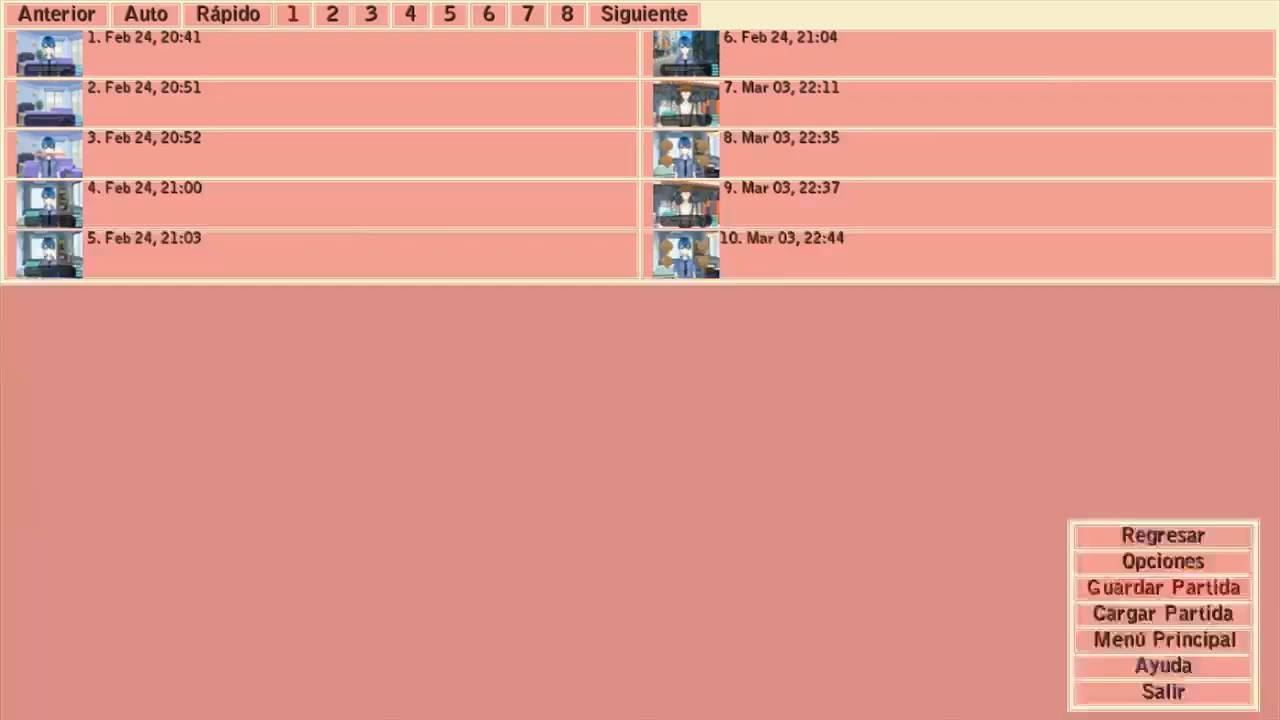 Anterior Auto Rápido 1 2 3 4 5 6 7 8 Siguiente
1. Feb 24, 20:41
2. Feb 24, 20:51
3. Feb 24, 20:52
4. Feb 24, 21:00
5. Feb 24, 21:03
6. Feb 24, 21:04
7. Mar 03, 22:11
8. Mar 03, 22:35
9. Mar 03, 22:37
10. Mar 03, 22:44
Regresar
Opciones
Guardar Partida
Cargar Partida
Menú Principal
Ayuda
Salir